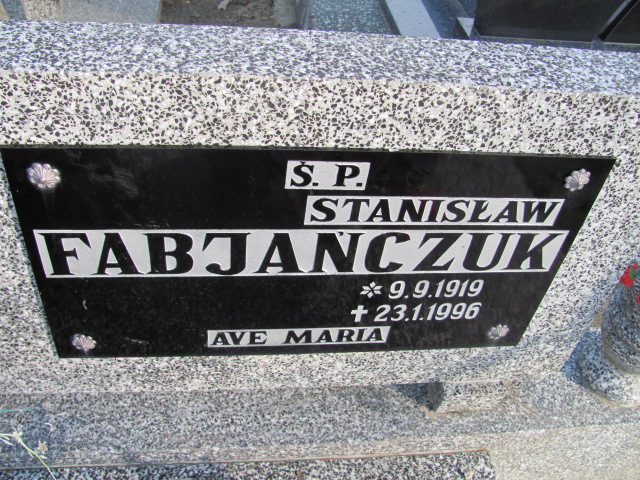 Ś. P.
STANISŁAW
FABJAŃCZUK
* 9.9.1919
✝ 23.1.1996
AVE MARIA